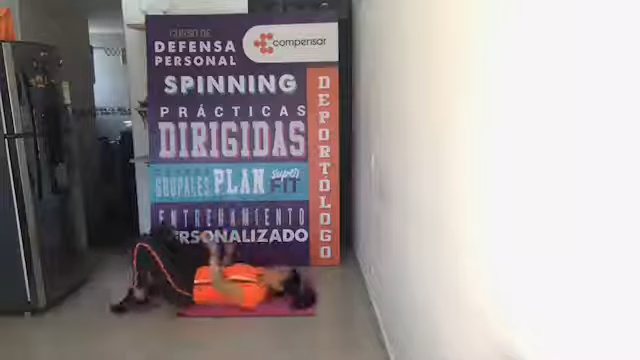 CURSO DE
DEFENSA
PERSONAL
compensar
SPINNING
PRÁCTICAS
DIRIGIDAS
GRUPALES PLAN super FIT
ENTRENAMIENTO
PERSONALIZADO
DEPORTÓLOGO